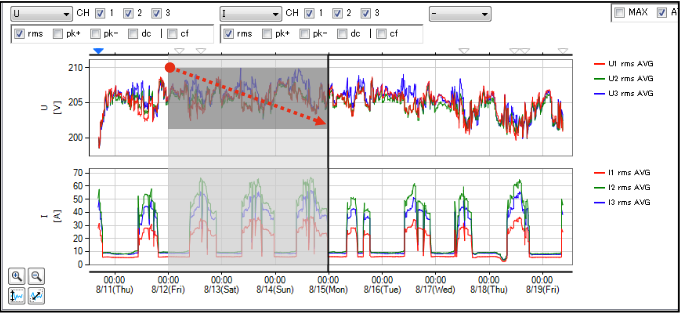 U CH 1 2 3 I CH 1 2 3 - MAX A
rms pk+ pk- dc | cf rms pk+ pk- dc | cf
210
205
200
U
[V]
U1 rms AVG
U2 rms AVG
U3 rms AVG
70
60
50
40
30
20
10
0
I
[A]
I1 rms AVG
I2 rms AVG
I3 rms AVG
00:00 00:00 00:00 00:00 00:00 00:00 00:00 00:00 00:00
8/11(Thu) 8/12(Fri) 8/13(Sat) 8/14(Sun) 8/15(Mon) 8/16(Tue) 8/17(Wed) 8/18(Thu) 8/19(Fri)